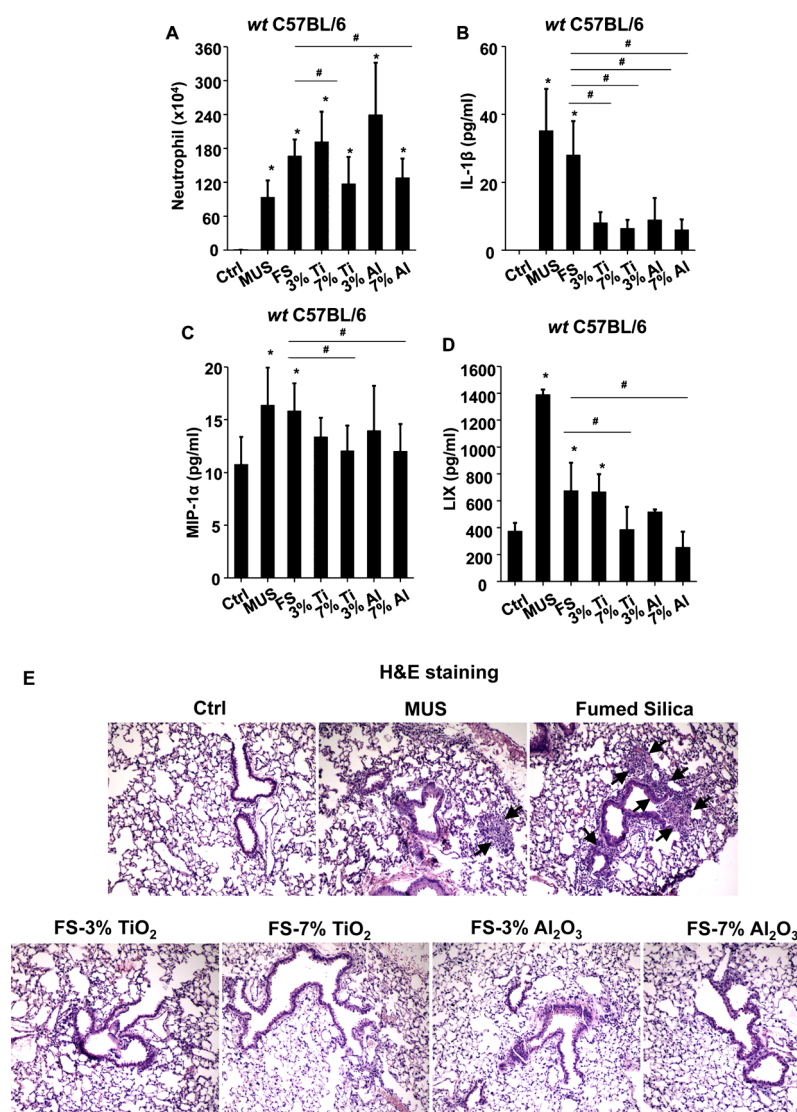 A
wt C57BL/6
Neutrophil (x10⁴)
360
300
240
180
120
60
0
#
#
*
*
*
*
*
*
Ctrl
MUS
FS
3% Ti
7% Ti
3% Al
7% Al
B
wt C57BL/6
IL-1β (pg/ml)
60
40
20
0
#
#
#
#
*
*
Ctrl
MUS
FS
3% Ti
7% Ti
3% Al
7% Al
C
wt C57BL/6
MIP-1α (pg/ml)
20
15
10
5
0
#
#
*
*
Ctrl
MUS
FS
3% Ti
7% Ti
3% Al
7% Al
D
wt C57BL/6
LIX (pg/ml)
1600
1400
1200
1000
800
600
400
200
0
#
#
*
*
*
Ctrl
MUS
FS
3% Ti
7% Ti
3% Al
7% Al
E
H&E staining
Ctrl
MUS
Fumed Silica
FS-3% TiO₂
FS-7% TiO₂
FS-3% Al₂O₃
FS-7% Al₂O₃